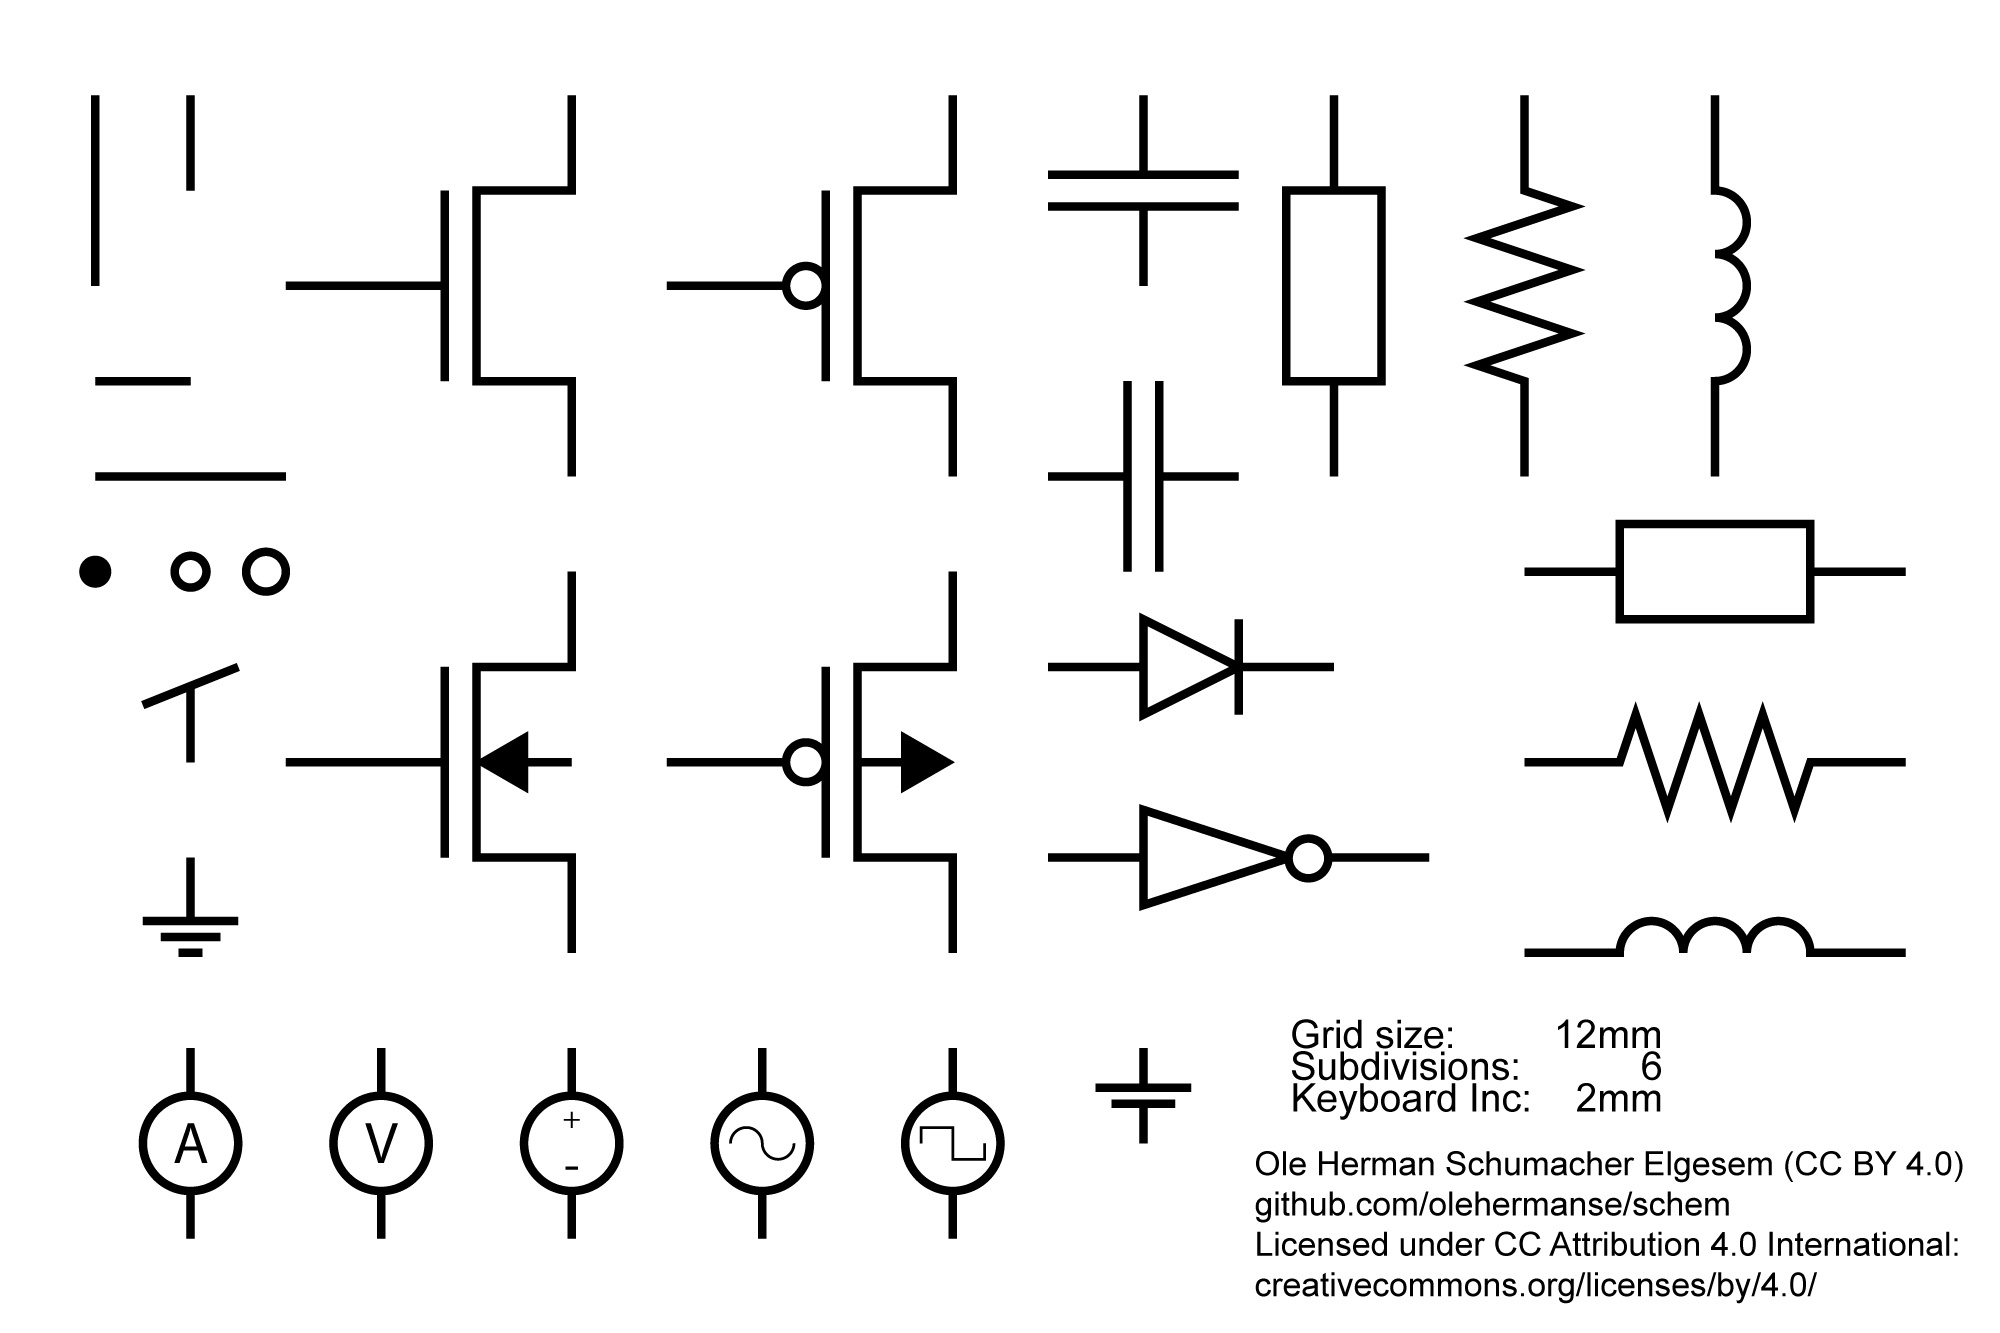 Grid size: 12mm
Subdivisions: 6
Keyboard Inc: 2mm
A V + -
Ole Herman Schumacher Elgesem (CC BY 4.0)
github.com/olehermanse/schem
Licensed under CC Attribution 4.0 International:
creativecommons.org/licenses/by/4.0/